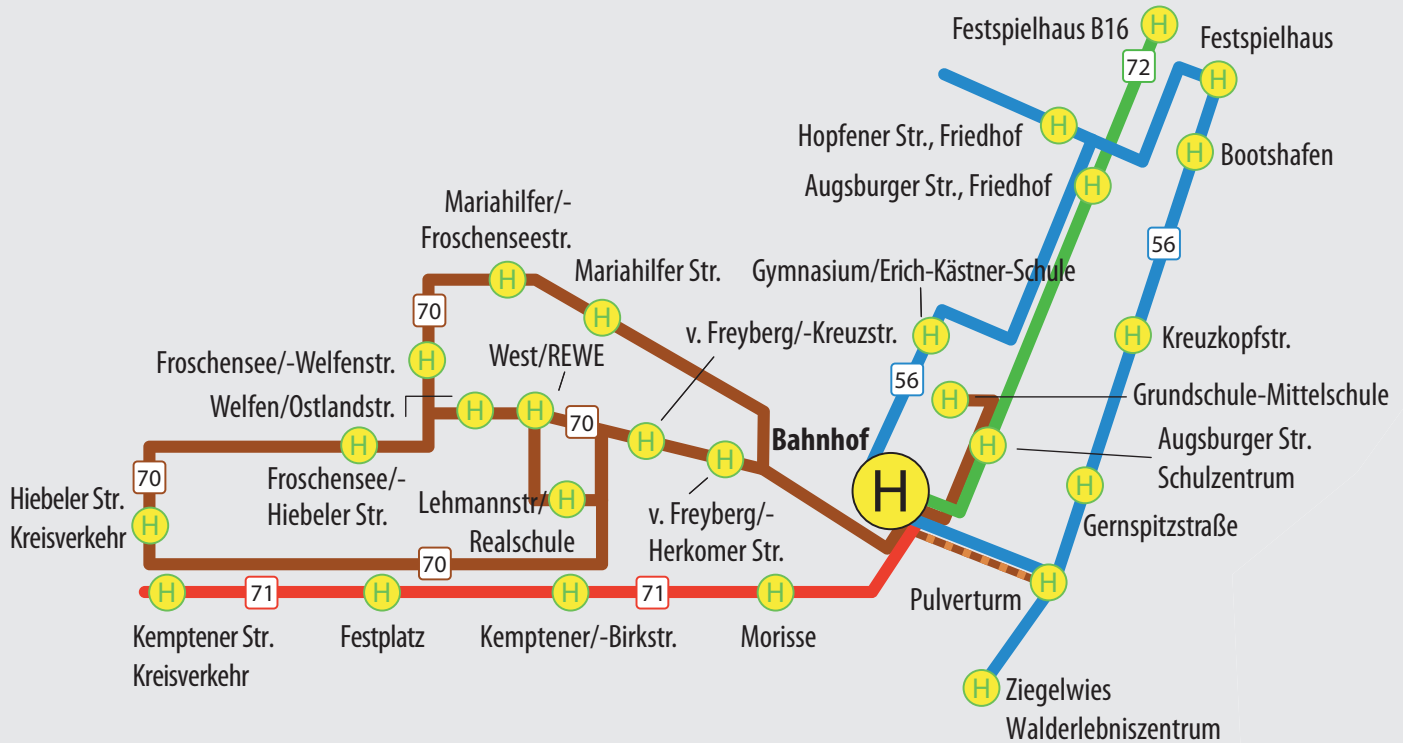 Festspielhaus B16
H
Festspielhaus
72
H
Hopfener Str., Friedhof
H
Bootshafen
H
Augsburger Str., Friedhof
H
Mariahilfer/-
Froschenseestr.
H
Mariahilfer Str.
H
Gymnasium/Erich-Kästner-Schule
H
56
70
Froschensee/-Welfenstr.
H
West/REWE
H
v. Freyberg/-Kreuzstr.
H
Kreuzkopfstr.
H
56
Welfen/Ostlandstr.
H
70
Grundschule-Mittelschule
H
Bahnhof
H
Augsburger Str.
Schulzentrum
H
70
Froschensee/-
Hiebeler Str.
H
Hiebeler Str.
Kreisverkehr
H
Lehmannstr/
Realschule
H
v. Freyberg/-
Herkomer Str.
H
Gernspitzstraße
H
70
71
71
Pulverturm
H
Kemptener Str.
Kreisverkehr
H
Festplatz
H
Kemptener/-Birkstr.
H
Morisse
H
Ziegelwies
Walderlebniszentrum
H